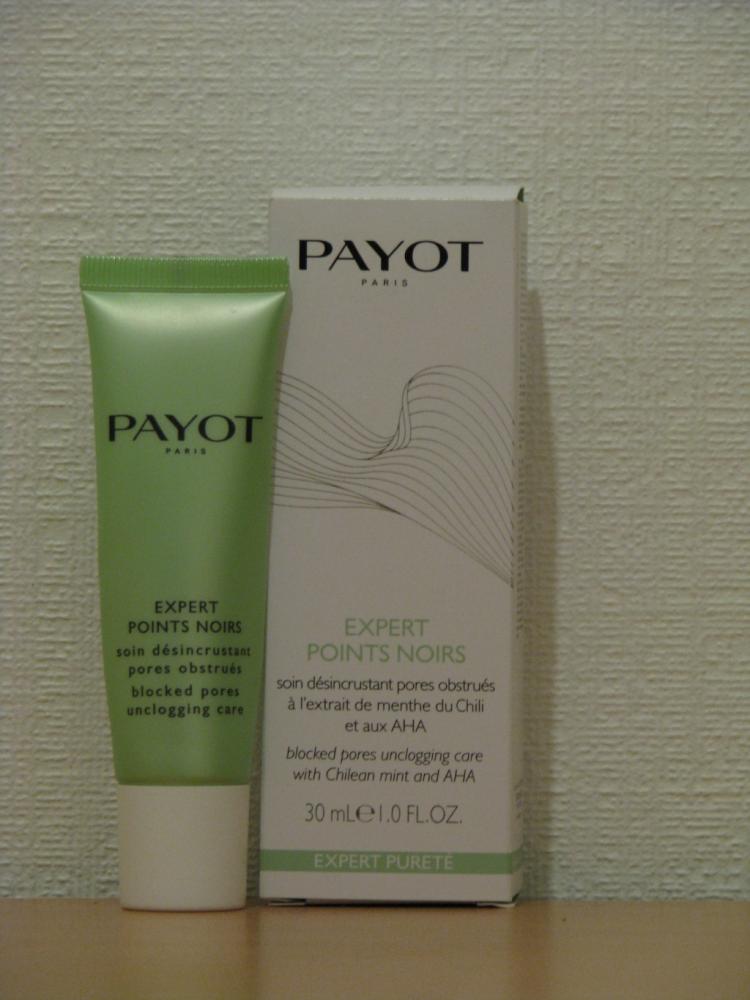 PAYOT
PARIS
EXPERT
POINTS NOIRS
soin désincrustant
pores obstrués
blocked pores
unclogging care
PAYOT
PARIS
EXPERT
POINTS NOIRS
soin désincrustant pores obstrués
à l'extrait de menthe du Chili
et aux AHA
blocked pores unclogging care
with Chilean mint and AHA
30 mL ℮ 1.0 FL.OZ.
EXPERT PURETÉ